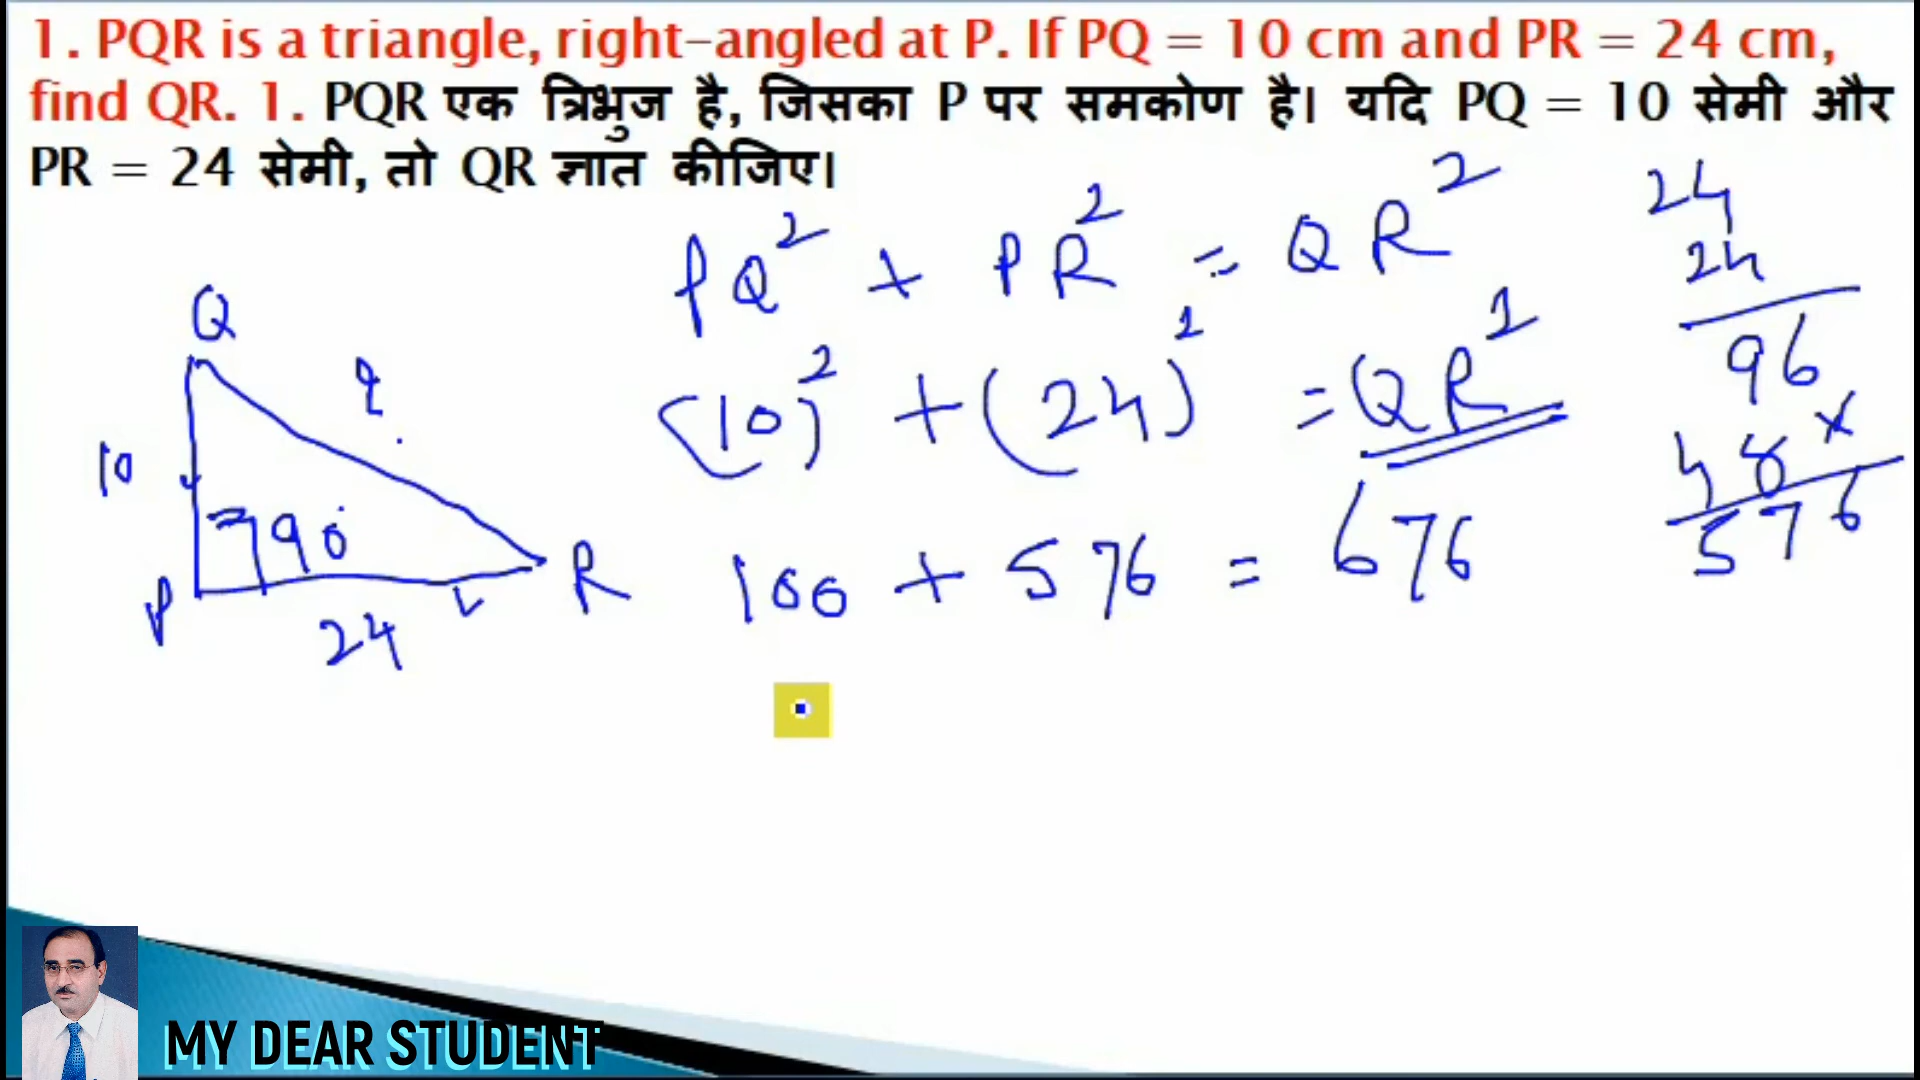 1. PQR is a triangle, right-angled at P. If PQ = 10 cm and PR = 24 cm,
find QR. 1. PQR एक त्रिभुज है, जिसका P पर समकोण है। यदि PQ = 10 सेमी और
PR = 24 सेमी, तो QR ज्ञात कीजिए।
PQ² + PR² = QR²
(10)² + (24)² = QR²
100 + 576 = 676
24
24
96
48×
576
Q
10
90°
P
24
R
MY DEAR STUDENT